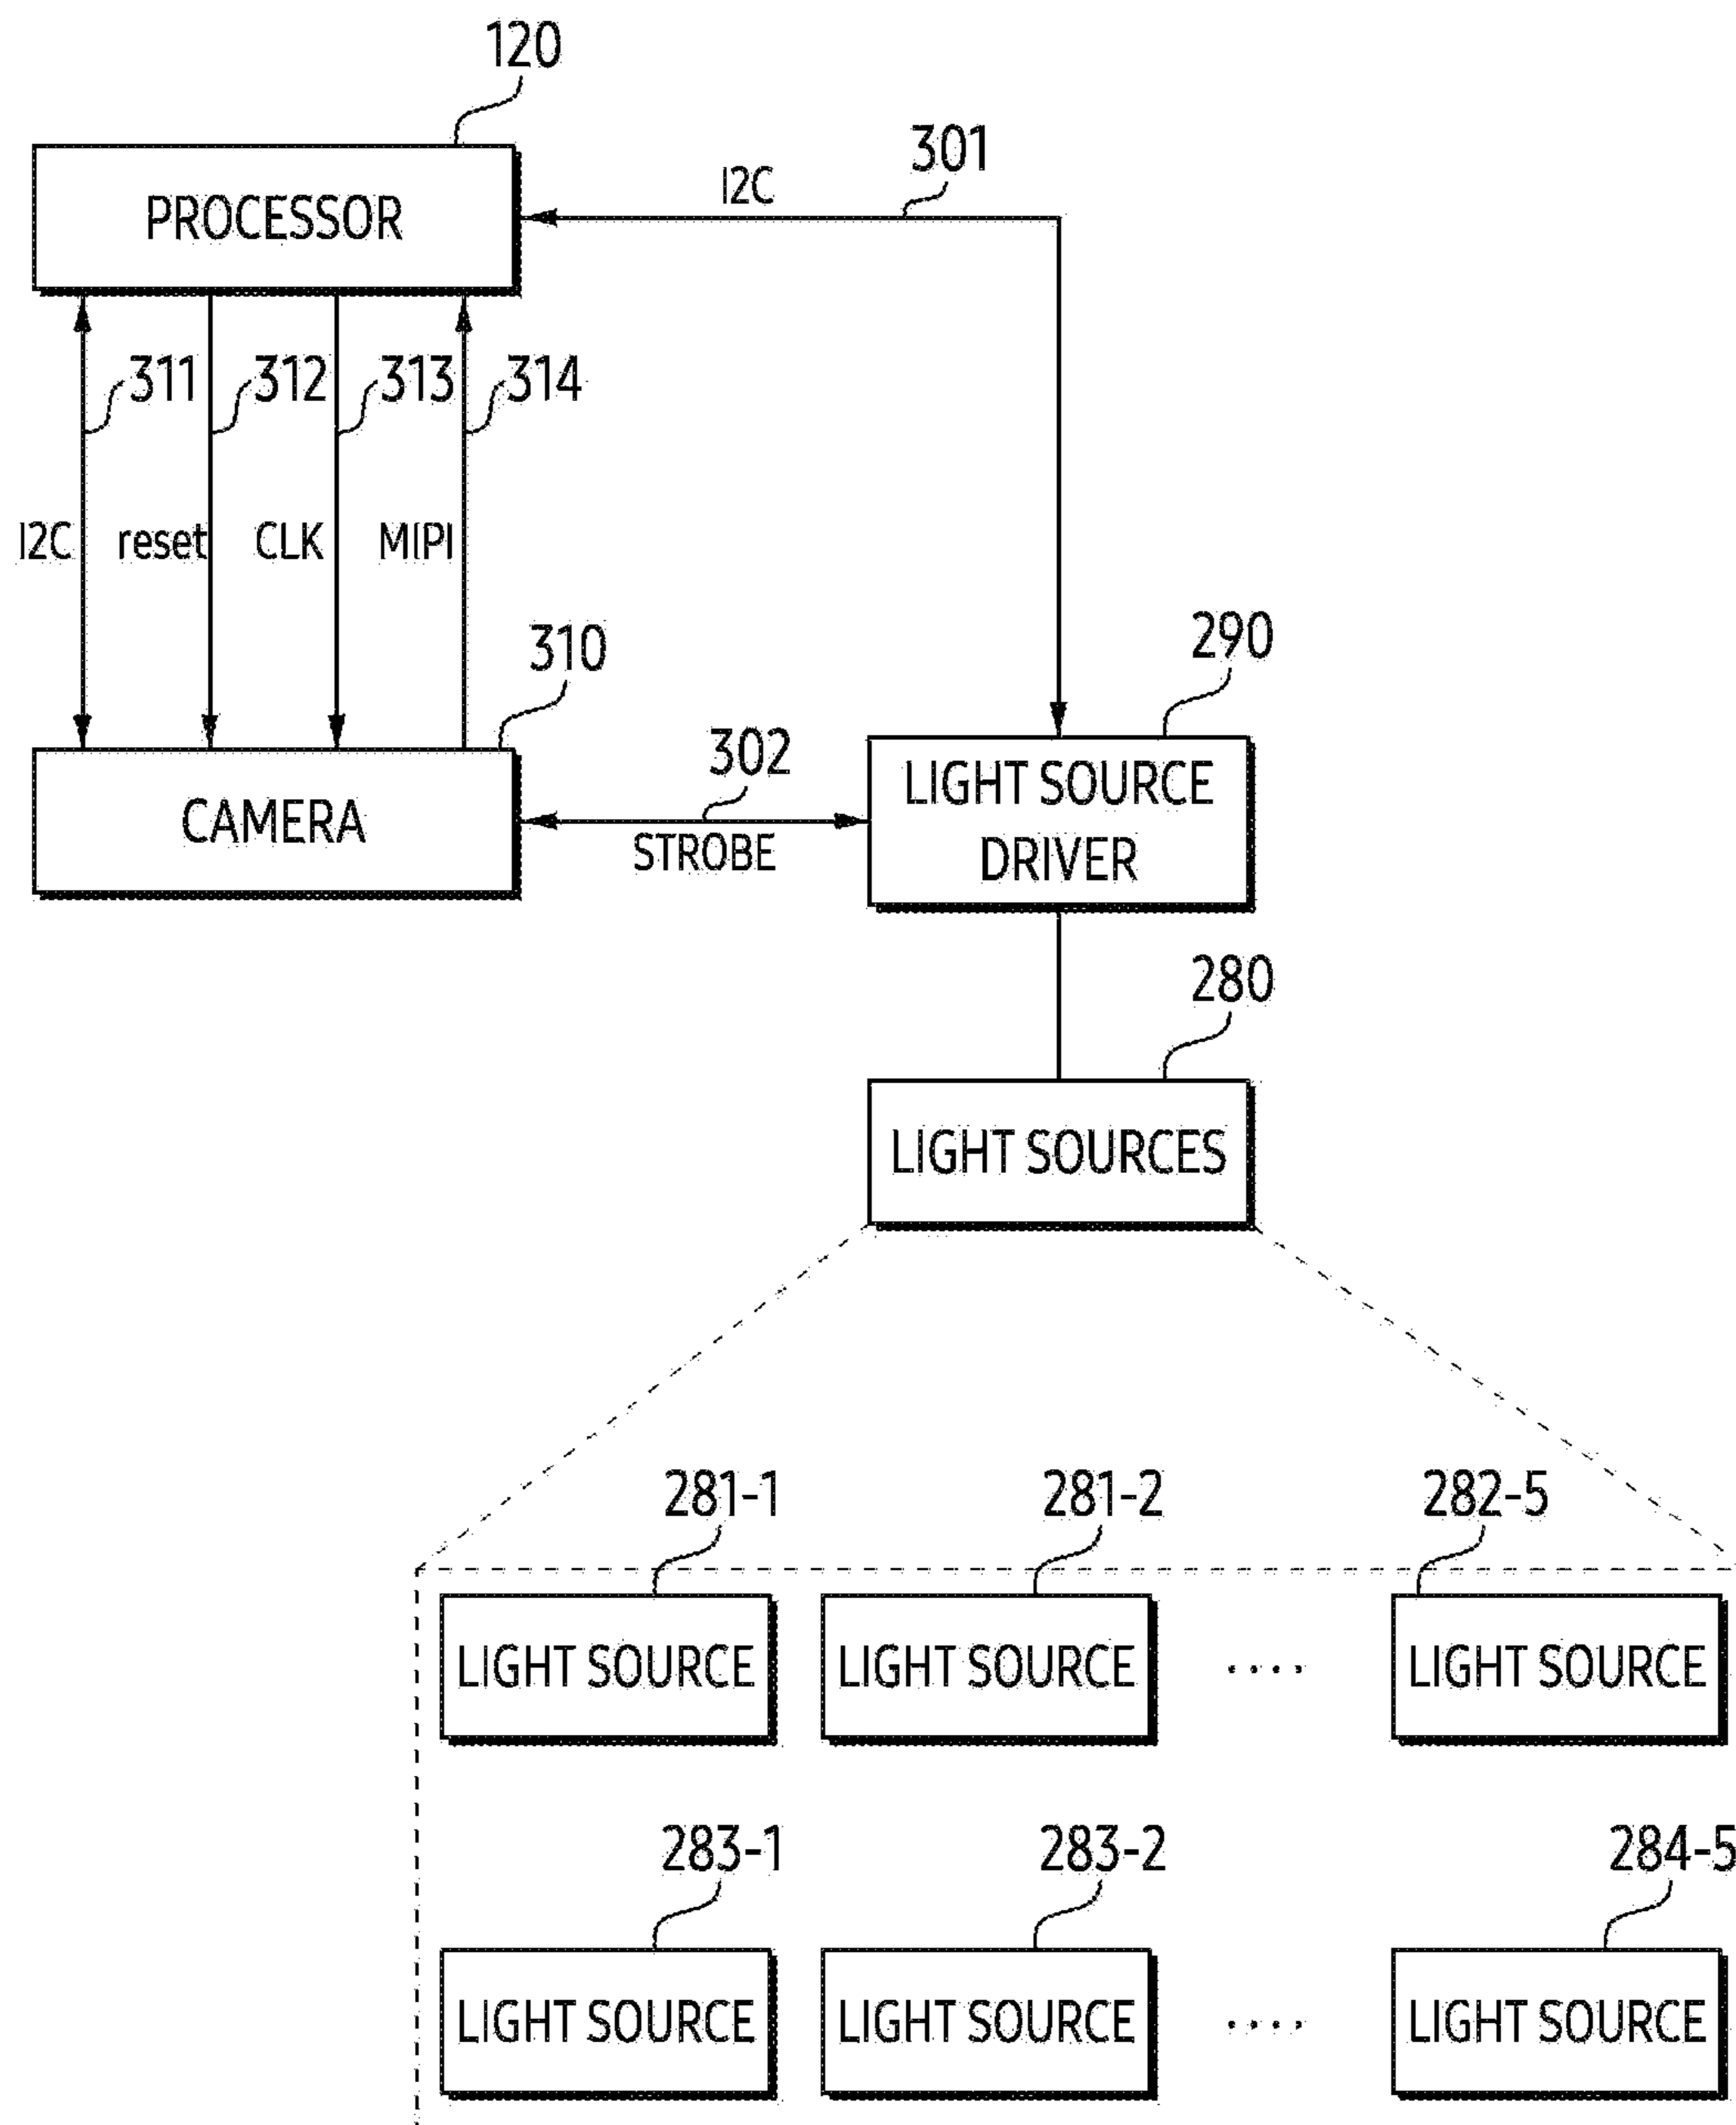 120
PROCESSOR
I2C
301
311
312
313
314
I2C
reset
CLK
MIPI
310
CAMERA
302
STROBE
290
LIGHT SOURCE
DRIVER
280
LIGHT SOURCES
281-1
281-2
282-5
LIGHT SOURCE
LIGHT SOURCE
....
LIGHT SOURCE
283-1
283-2
284-5
LIGHT SOURCE
LIGHT SOURCE
....
LIGHT SOURCE